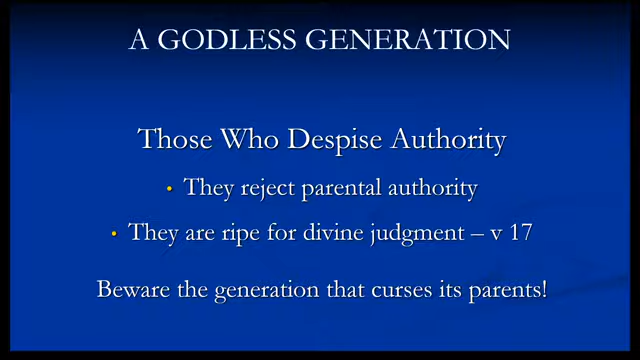 A GODLESS GENERATION
Those Who Despise Authority
• They reject parental authority
• They are ripe for divine judgment – v 17
Beware the generation that curses its parents!